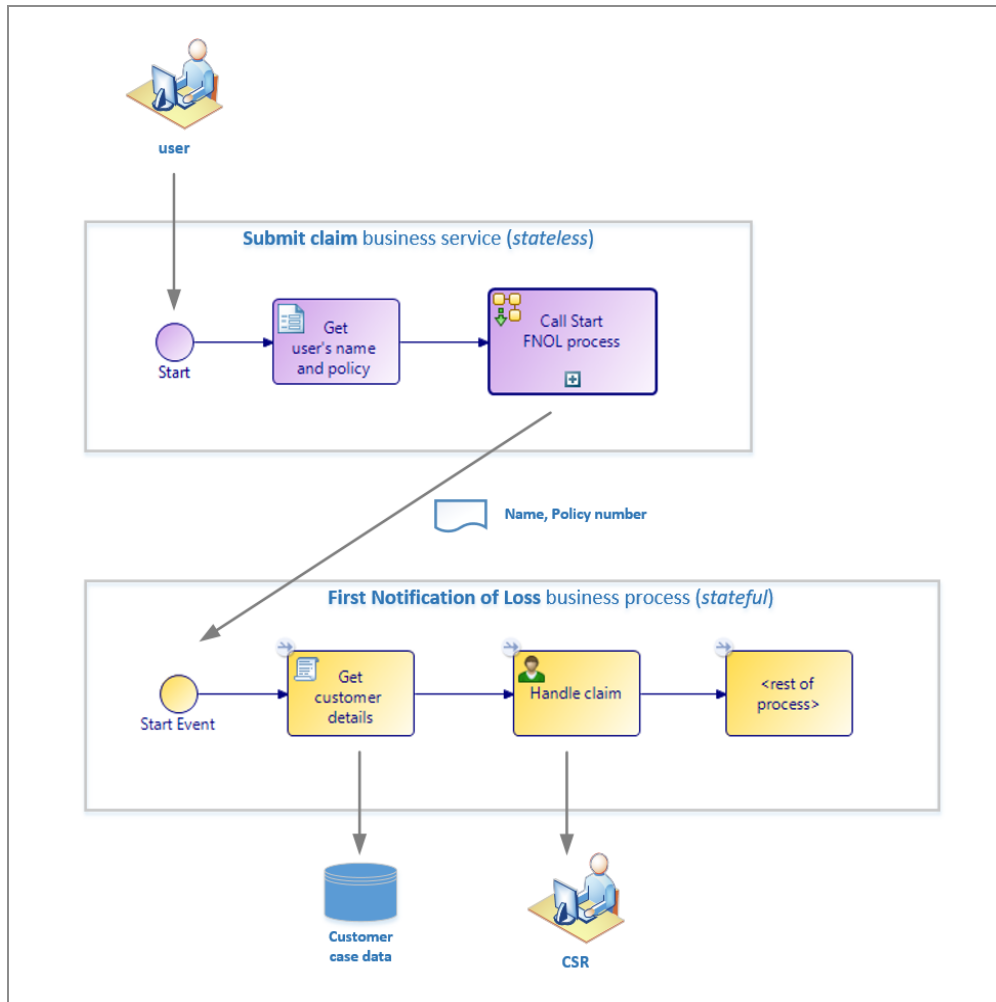 user
Submit claim business service (stateless)
Get
user's name
and policy
Call Start
FNOL process
Start
Name, Policy number
First Notification of Loss business process (stateful)
Get
customer
details
Handle claim
<rest of
process>
Start Event
Customer
case data
CSR